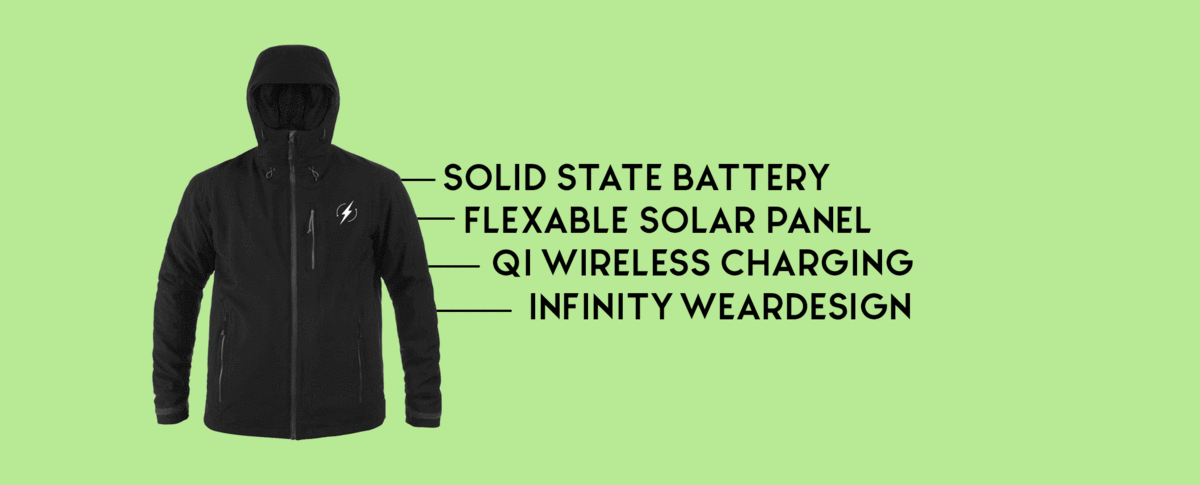 SOLID STATE BATTERY
FLEXABLE SOLAR PANEL
QI WIRELESS CHARGING
INFINITY WEARDESIGN